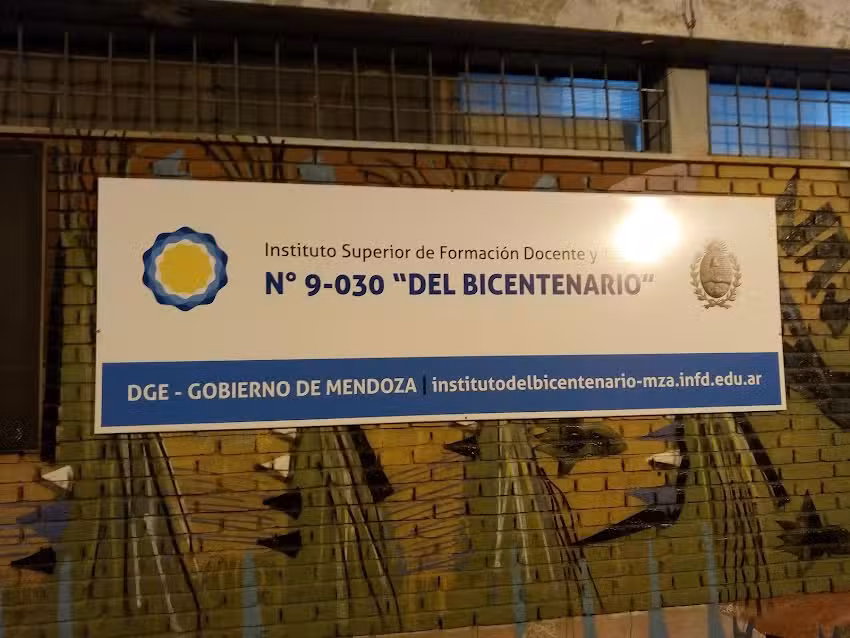 Instituto Superior de Formación Docente y
N° 9-030 “DEL BICENTENARIO”
DGE - GOBIERNO DE MENDOZA | institutodelbicentenario-mza.infd.edu.ar